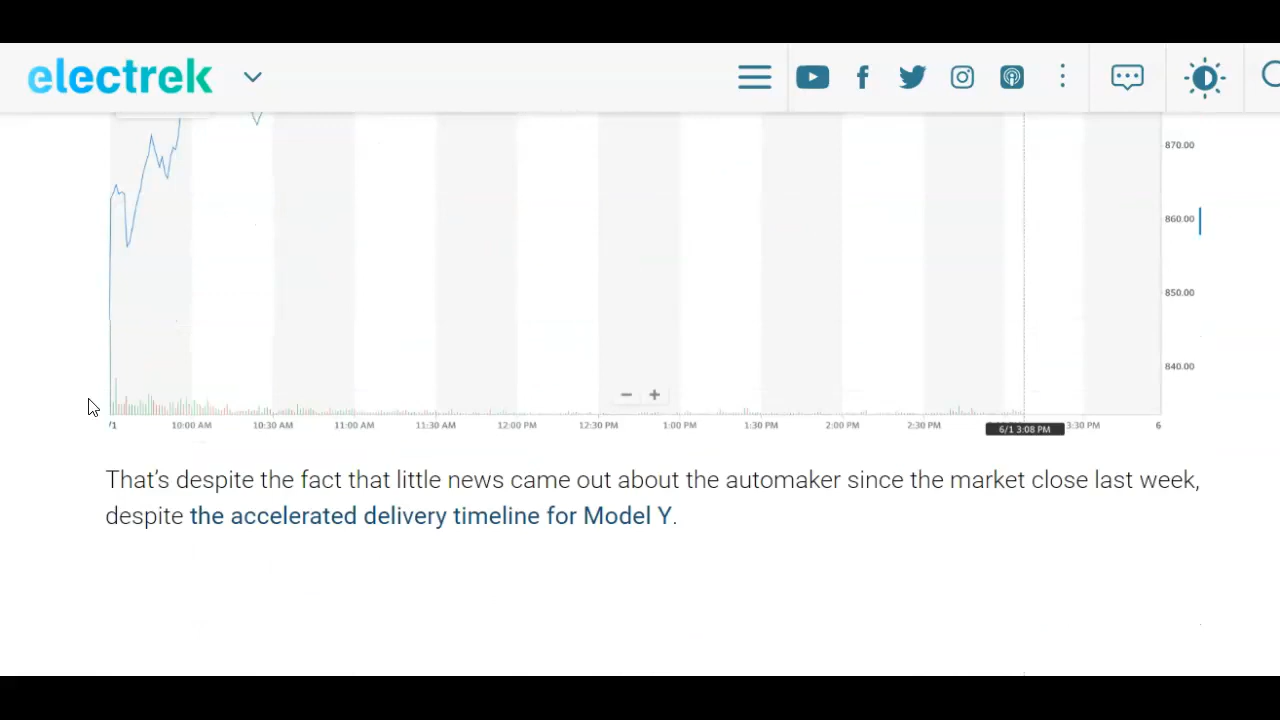 electrek
870.00
860.00
850.00
840.00
− +
/1 10:00 AM 10:30 AM 11:00 AM 11:30 AM 12:00 PM 12:30 PM 1:00 PM 1:30 PM 2:00 PM 2:30 PM 6/1 3:08 PM 3:30 PM 6
That’s despite the fact that little news came out about the automaker since the market close last week,
despite the accelerated delivery timeline for Model Y.